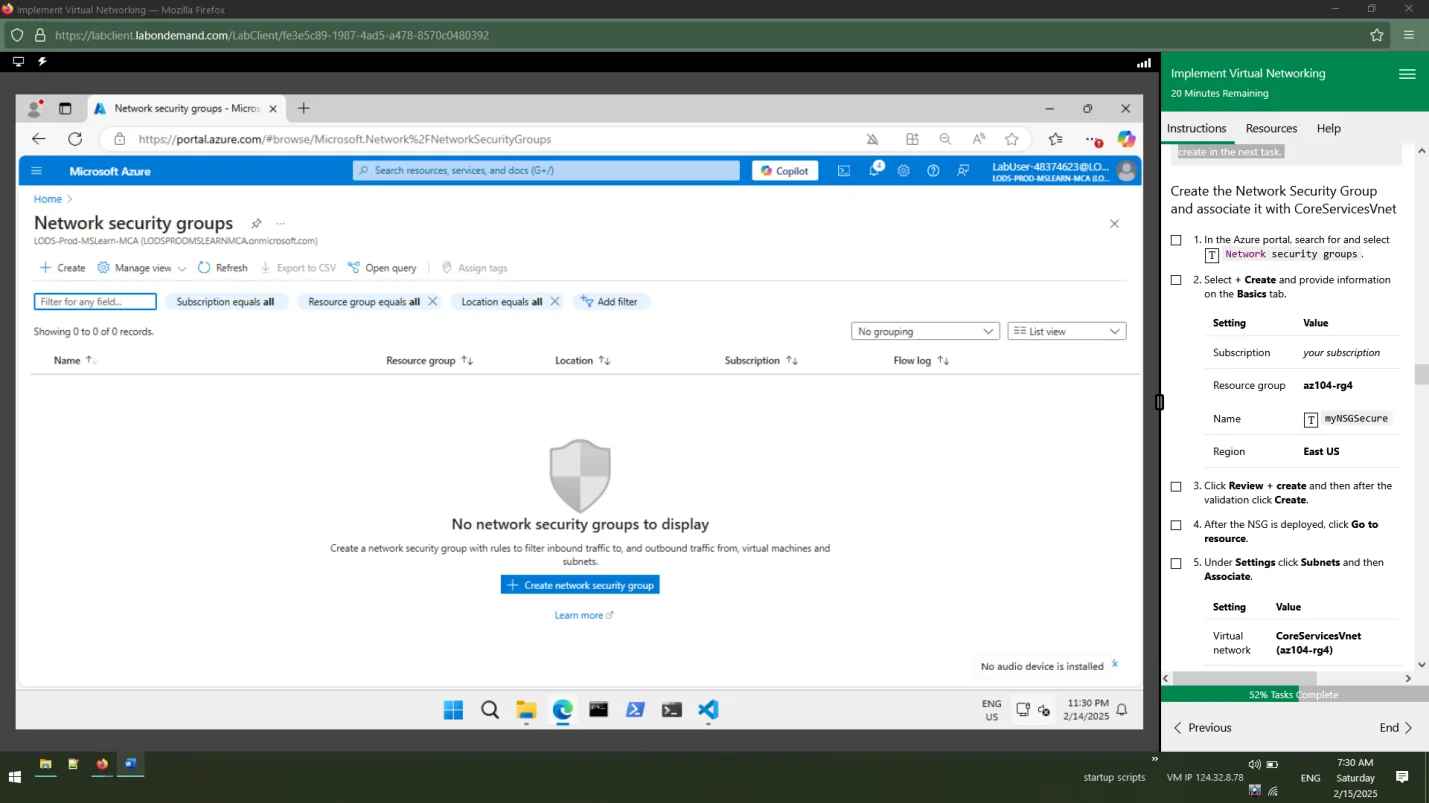 Implement Virtual Networking — Mozilla Firefox
https://labclient.labondemand.com/LabClient/fe3e5c89-1987-4ad5-a478-8570c0480392
Network security groups - Micros
https://portal.azure.com/#browse/Microsoft.Network%2FNetworkSecurityGroups
Microsoft Azure
Search resources, services, and docs (G+/)
Copilot
4
LabUser-48374623@LO...
LODS-PROD-MSLEARN-MCA (LO...
Home
Network security groups
LODS-Prod-MSLearn-MCA (LODSPRODMSLEARNMCA.onmicrosoft.com)
Create
Manage view
Refresh
Export to CSV
Open query
Assign tags
Filter for any field...
Subscription equals all
Resource group equals all
Location equals all
Add filter
Showing 0 to 0 of 0 records.
No grouping
List view
Name
Resource group
Location
Subscription
Flow log
No network security groups to display
Create a network security group with rules to filter inbound traffic to, and outbound traffic from, virtual machines and
subnets.
Create network security group
Learn more
No audio device is installed
ENG
US
11:30 PM
2/14/2025
Implement Virtual Networking
20 Minutes Remaining
Instructions
Resources
Help
create in the next task.
Create the Network Security Group
and associate it with CoreServicesVnet
1. In the Azure portal, search for and select
T Network security groups.
2. Select + Create and provide information
on the Basics tab.
Setting Value
Subscription your subscription
Resource group az104-rg4
Name T myNSGSecure
Region East US
3. Click Review + create and then after the
validation click Create.
4. After the NSG is deployed, click Go to
resource.
5. Under Settings click Subnets and then
Associate.
Setting Value
Virtual CoreServicesVnet
network (az104-rg4)
52% Tasks Complete
Previous
End
startup scripts
VM IP 124.32.8.78
ENG
7:30 AM
Saturday
2/15/2025